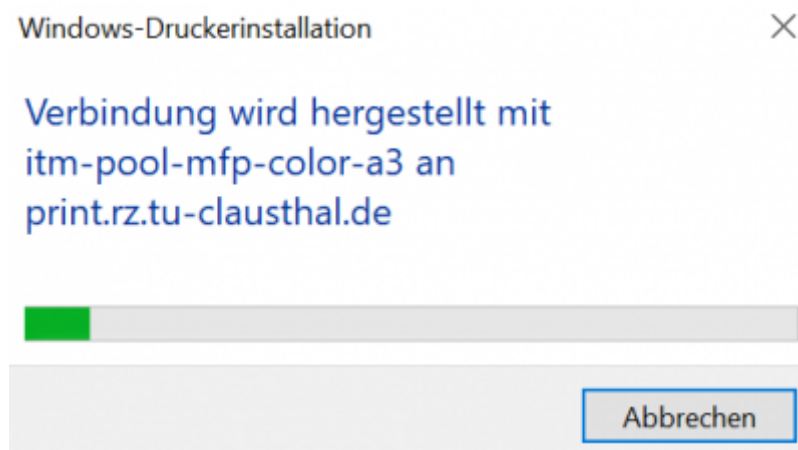 Windows-Druckerinstallation
Verbindung wird hergestellt mit
itm-pool-mfp-color-a3 an
print.rz.tu-clausthal.de
Abbrechen